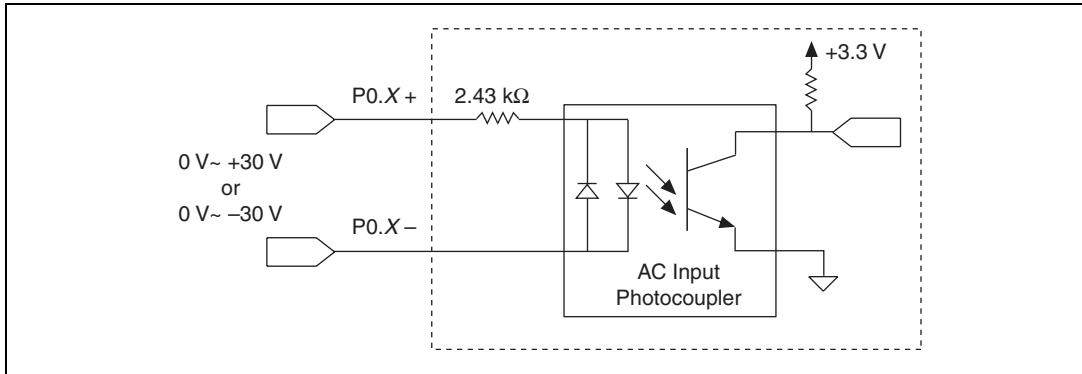 +3.3 V
P0.X +
2.43 kΩ
0 V~ +30 V
or
0 V~ –30 V
P0.X –
AC Input
Photocoupler